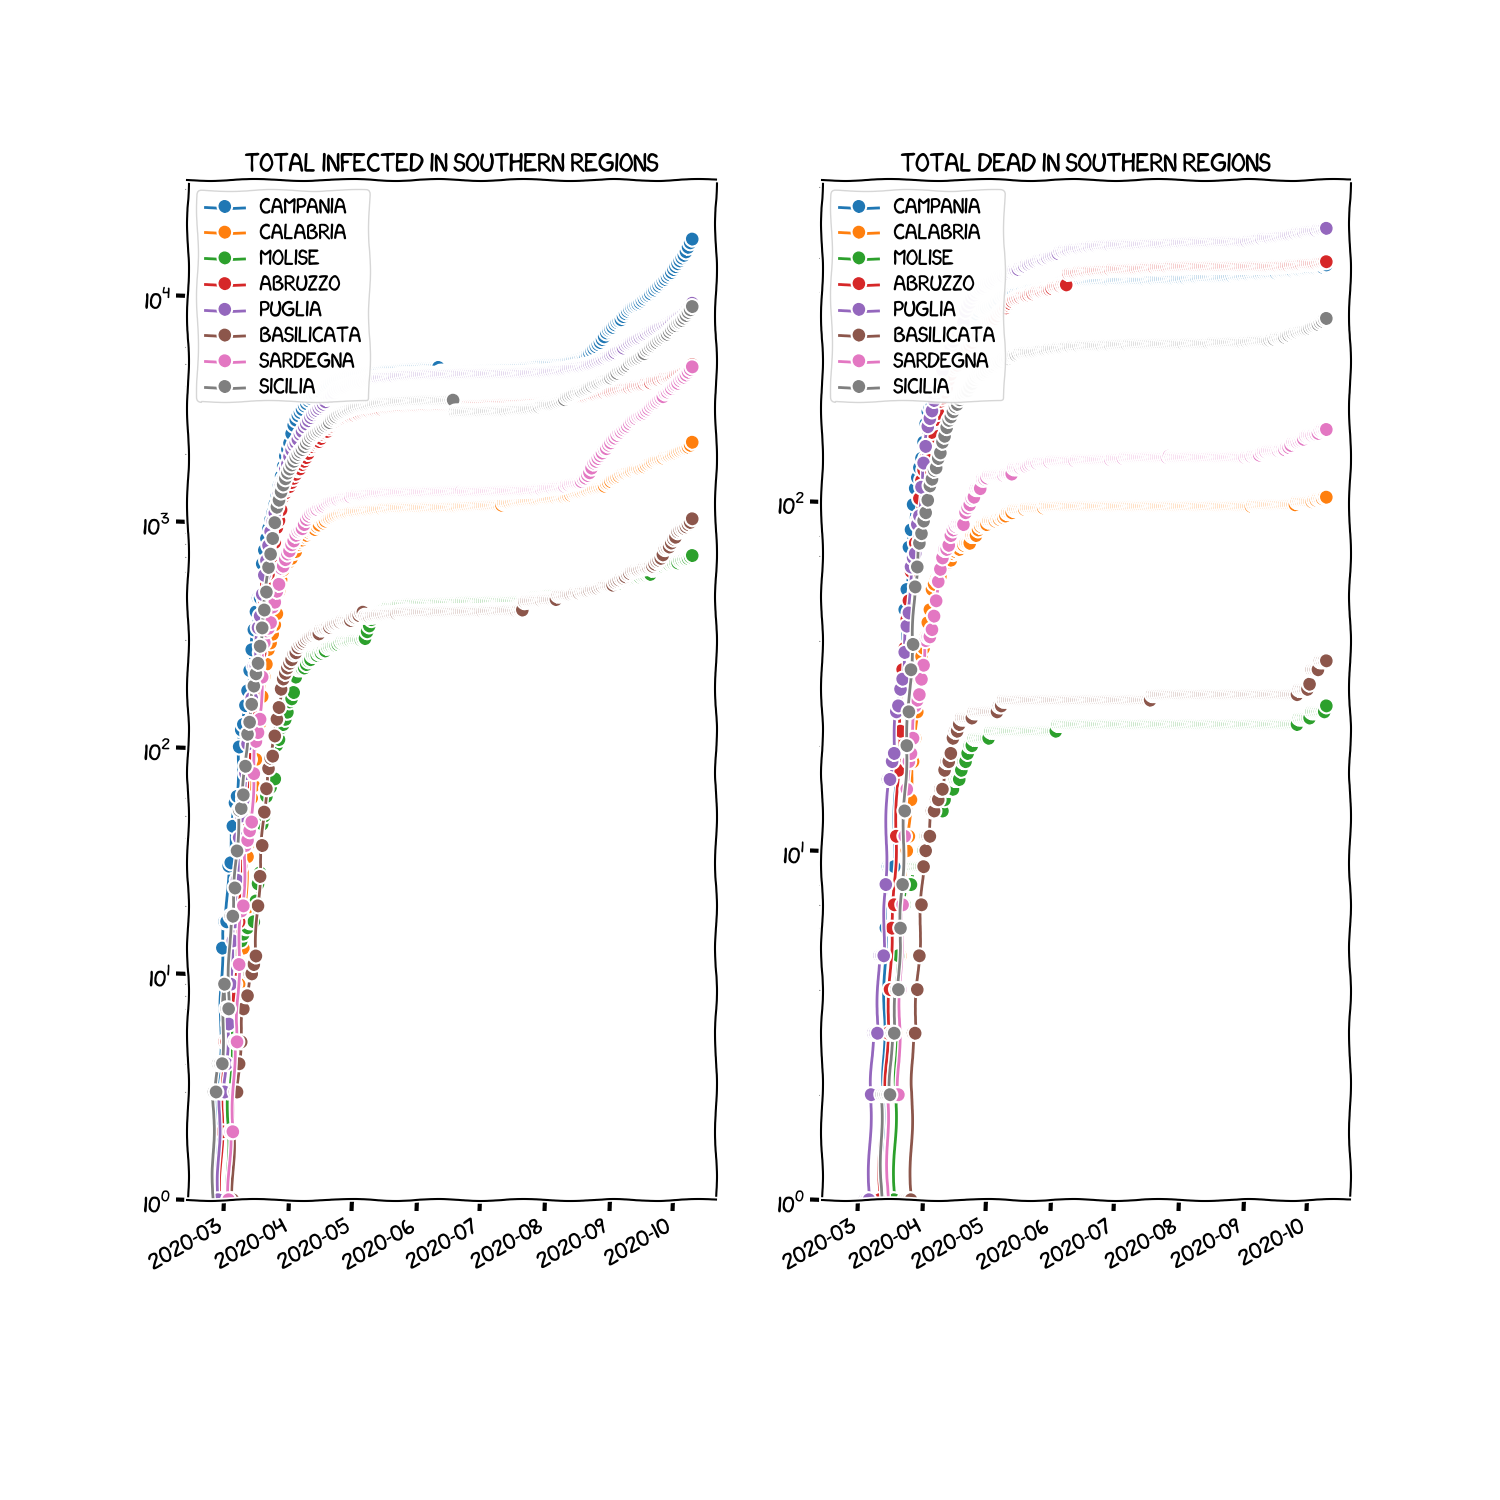 TOTAL INFECTED IN SOUTHERN REGIONS
CAMPANIA
CALABRIA
MOLISE
ABRUZZO
PUGLIA
BASILICATA
SARDEGNA
SICILIA
10⁴
10³
10²
10¹
10⁰
2020-03
2020-04
2020-05
2020-06
2020-07
2020-08
2020-09
2020-10
TOTAL DEAD IN SOUTHERN REGIONS
CAMPANIA
CALABRIA
MOLISE
ABRUZZO
PUGLIA
BASILICATA
SARDEGNA
SICILIA
10²
10¹
10⁰
2020-03
2020-04
2020-05
2020-06
2020-07
2020-08
2020-09
2020-10